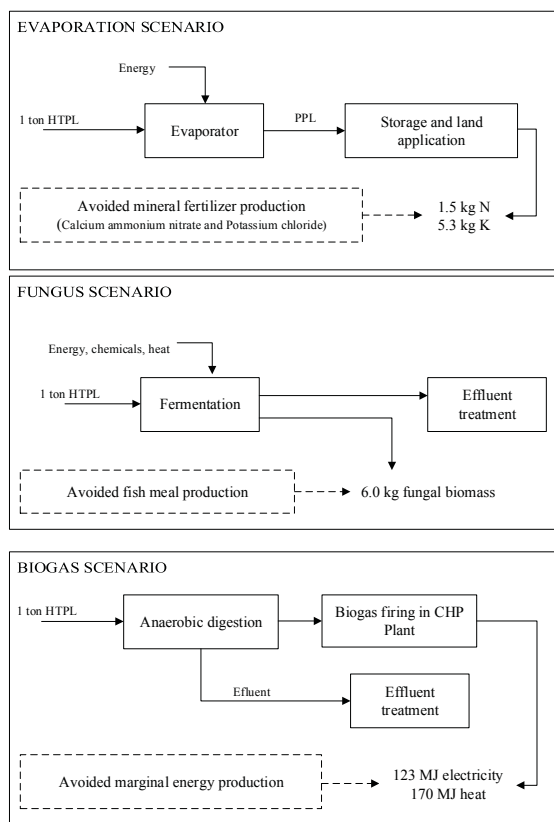 EVAPORATION SCENARIO
Energy
1 ton HTPL
Evaporator
PPL
Storage and land
application
Avoided mineral fertilizer production
(Calcium ammonium nitrate and Potassium chloride)
1.5 kg N
5.3 kg K
FUNGUS SCENARIO
Energy, chemicals, heat
1 ton HTPL
Fermentation
Effluent
treatment
Avoided fish meal production
6.0 kg fungal biomass
BIOGAS SCENARIO
1 ton HTPL
Anaerobic digestion
Biogas firing in CHP
Plant
Efluent
Effluent
treatment
Avoided marginal energy production
123 MJ electricity
170 MJ heat